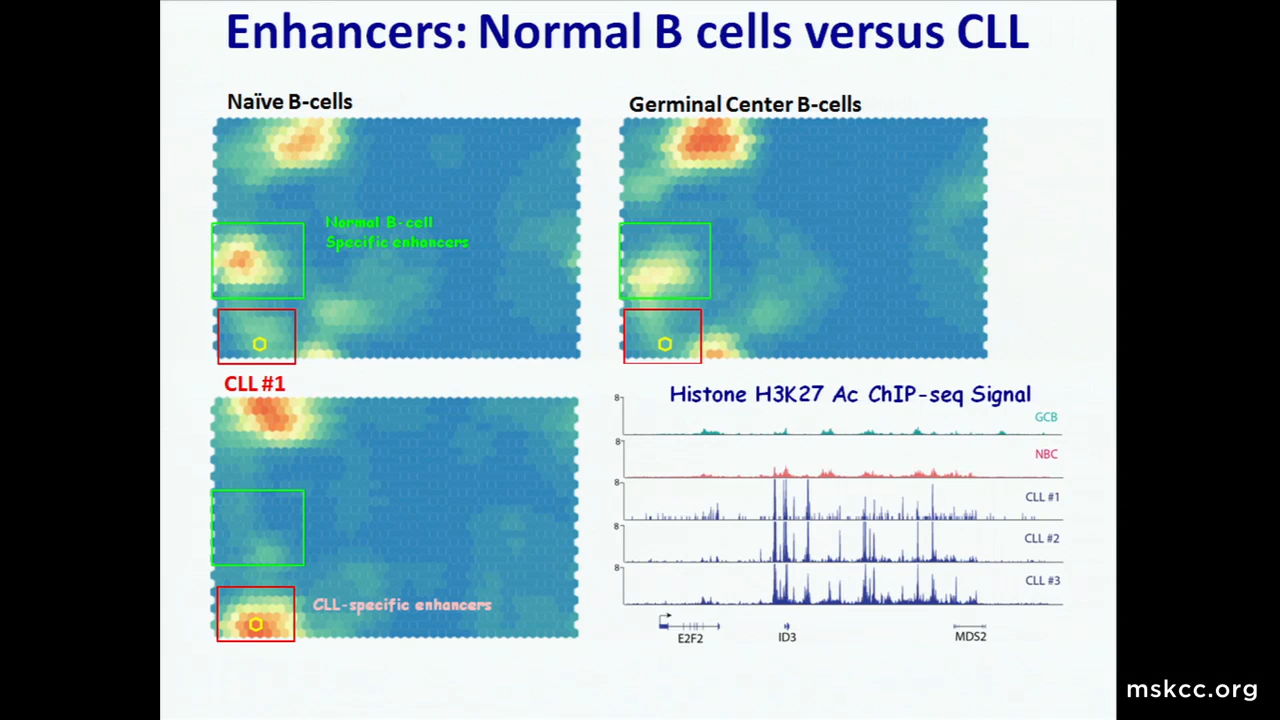 Enhancers: Normal B cells versus CLL
Naïve B-cells
Germinal Center B-cells
Normal B-cell
Specific enhancers
CLL #1
CLL-specific enhancers
Histone H3K27 Ac ChIP-seq Signal
8
GCB
8
NBC
8
CLL #1
8
CLL #2
8
CLL #3
E2F2
ID3
MDS2
mskcc.org